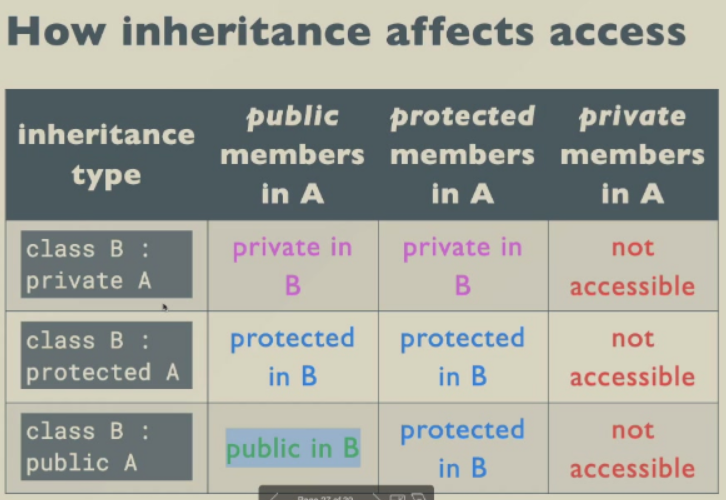 How inheritance affects access
inheritance
type
public
members
in A
protected
members
in A
private
members
in A
class B :
private A
private in
B
private in
B
not
accessible
class B :
protected A
protected
in B
protected
in B
not
accessible
class B :
public A
public in B
protected
in B
not
accessible